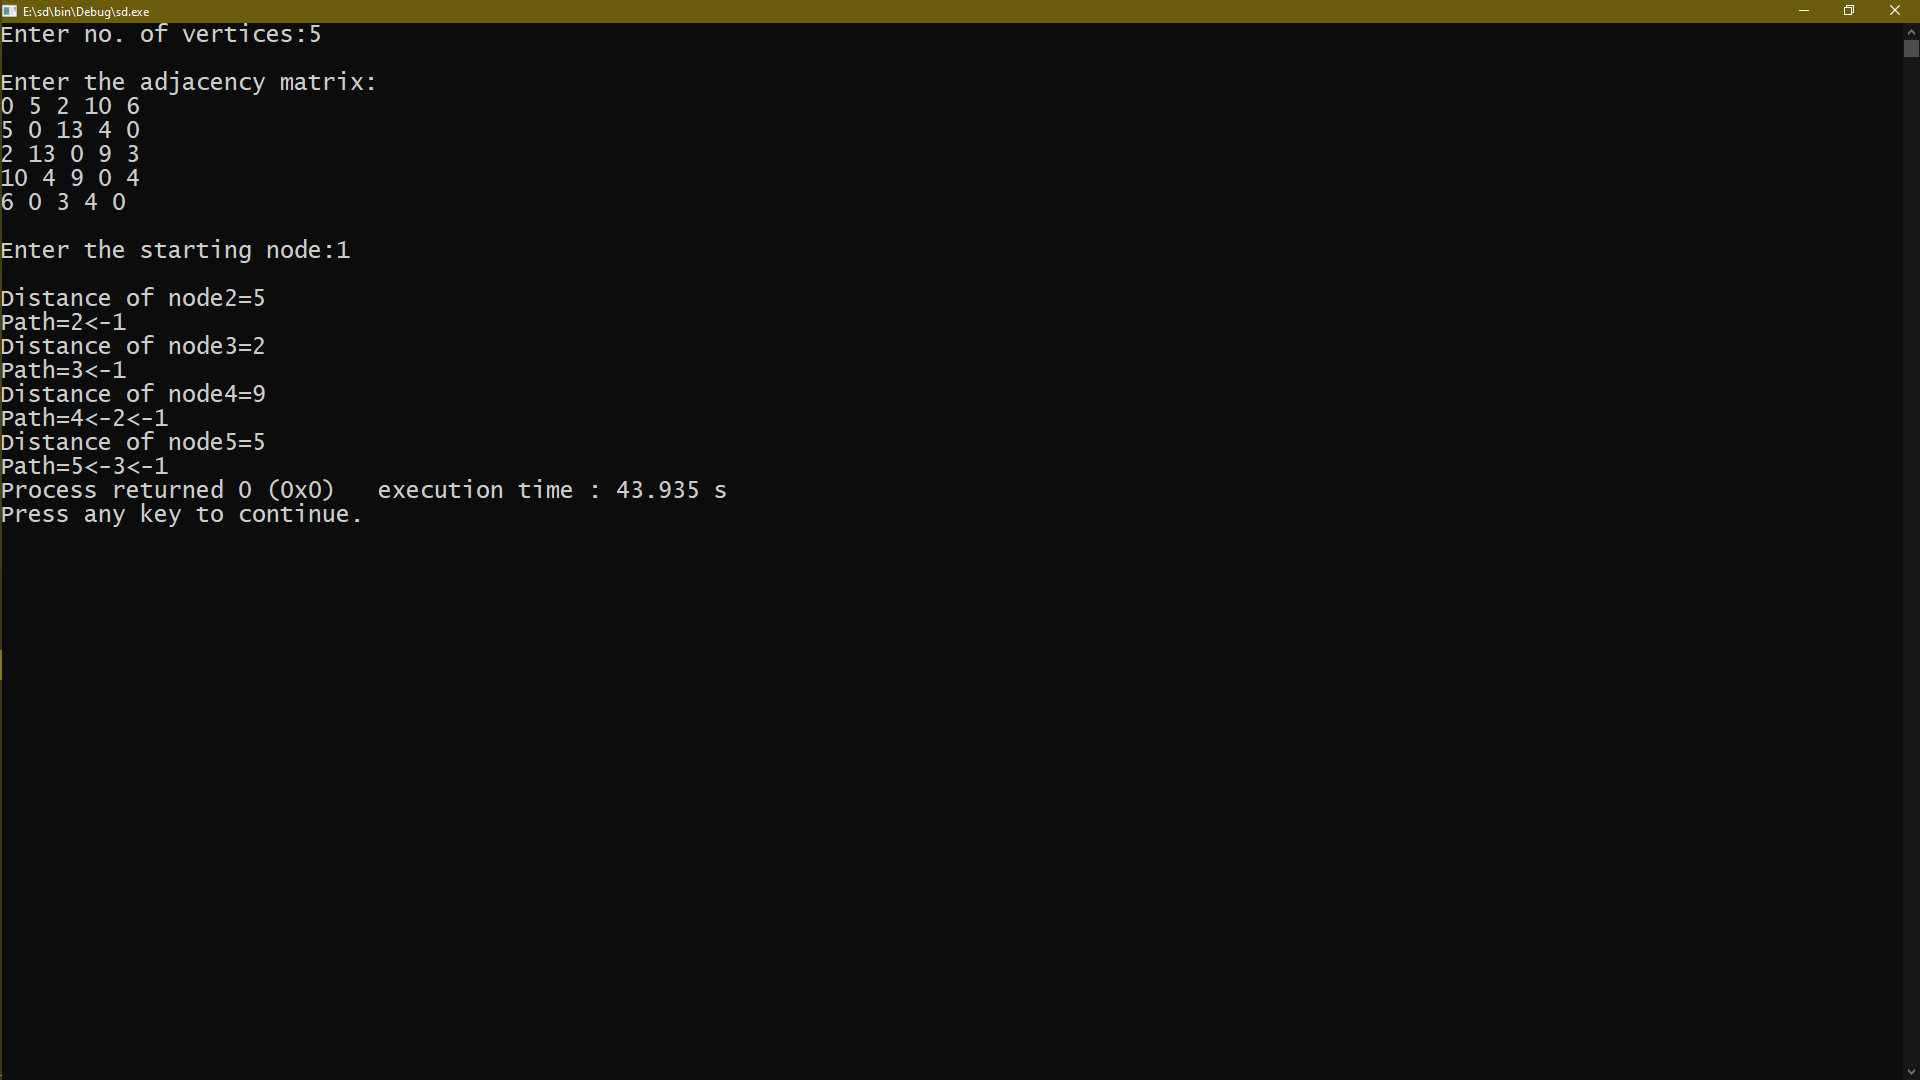 E:\sd\bin\Debug\sd.exe
Enter no. of vertices:5
Enter the adjacency matrix:
0 5 2 10 6
5 0 13 4 0
2 13 0 9 3
10 4 9 0 4
6 0 3 4 0
Enter the starting node:1
Distance of node2=5
Path=2<-1
Distance of node3=2
Path=3<-1
Distance of node4=9
Path=4<-2<-1
Distance of node5=5
Path=5<-3<-1
Process returned 0 (0x0)   execution time : 43.935 s
Press any key to continue.